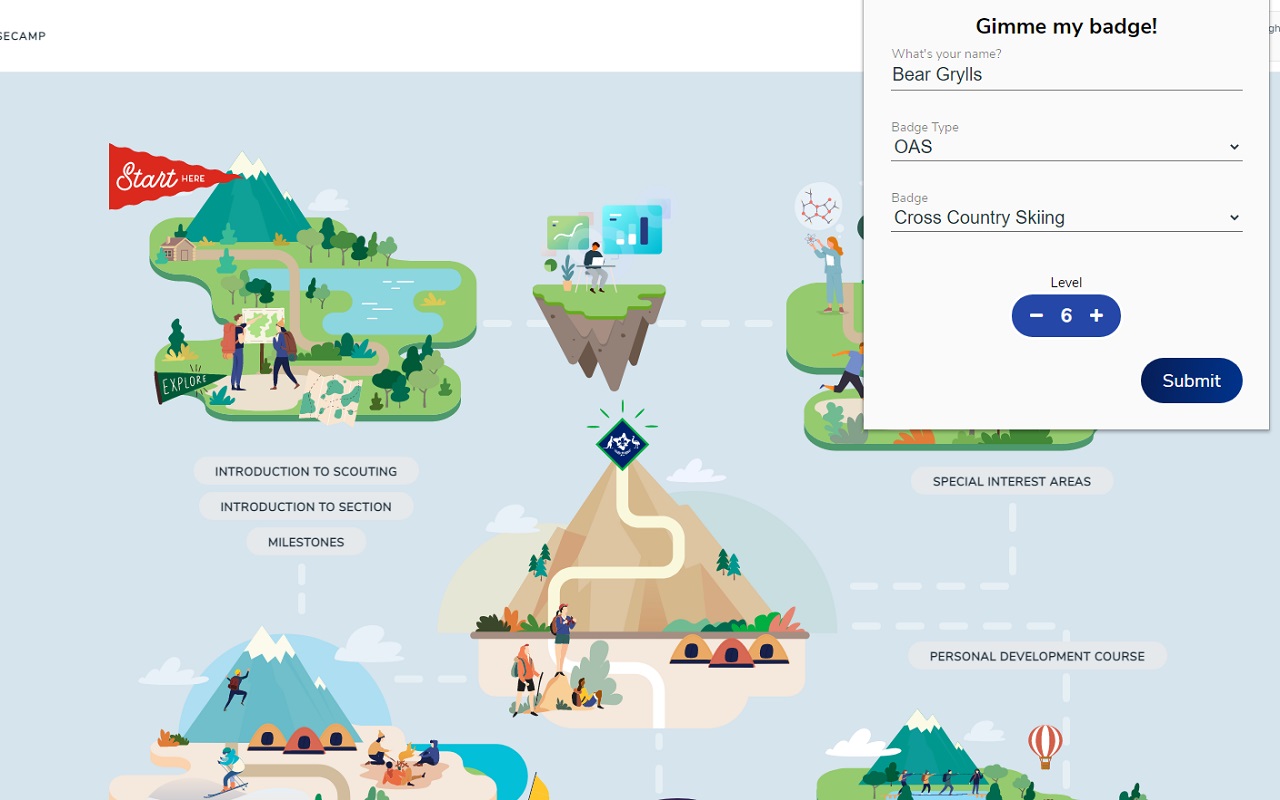 SECAMP
Gimme my badge!
gh
What's your name?
Bear Grylls
Badge Type
OAS
Badge
Cross Country Skiing
Level
− 6 +
Submit
Start HERE
EXPLORE
INTRODUCTION TO SCOUTING
INTRODUCTION TO SECTION
MILESTONES
SPECIAL INTEREST AREAS
PERSONAL DEVELOPMENT COURSE